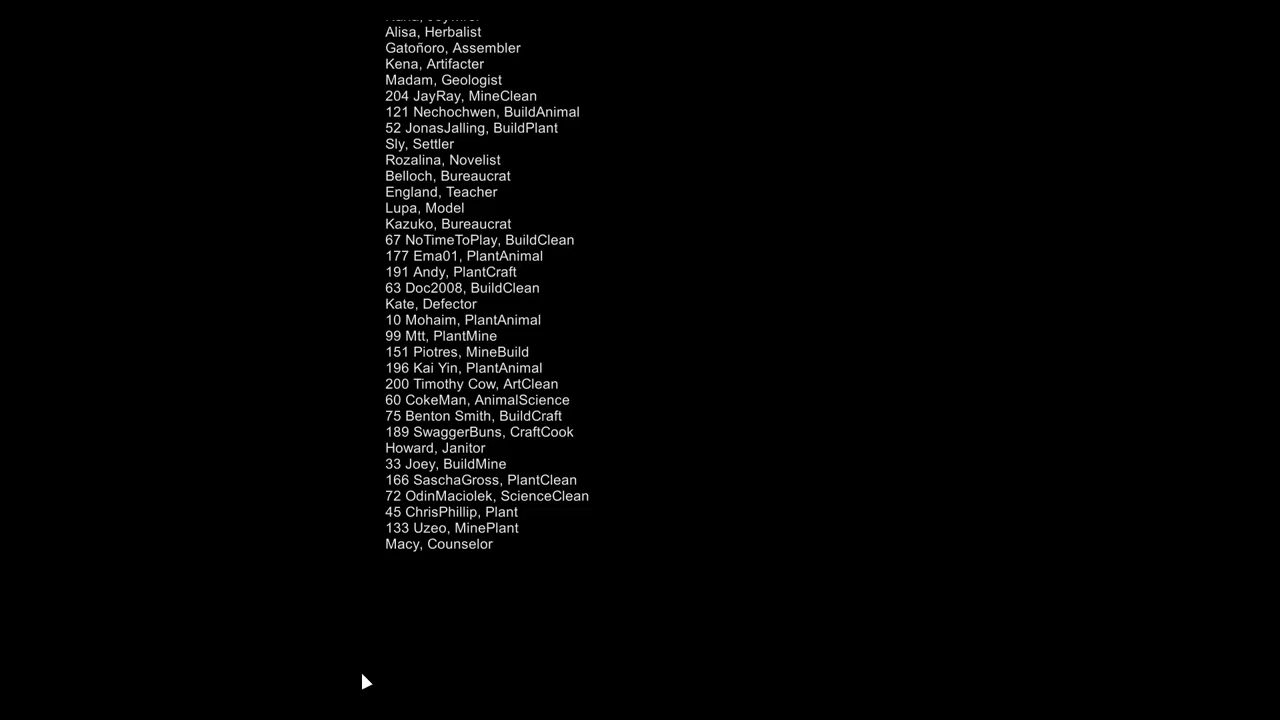 Alisa, Herbalist
Gatoñoro, Assembler
Kena, Artifacter
Madam, Geologist
204 JayRay, MineClean
121 Nechochwen, BuildAnimal
52 JonasJalling, BuildPlant
Sly, Settler
Rozalina, Novelist
Belloch, Bureaucrat
England, Teacher
Lupa, Model
Kazuko, Bureaucrat
67 NoTimeToPlay, BuildClean
177 Ema01, PlantAnimal
191 Andy, PlantCraft
63 Doc2008, BuildClean
Kate, Defector
10 Mohaim, PlantAnimal
99 Mtt, PlantMine
151 Piotres, MineBuild
196 Kai Yin, PlantAnimal
200 Timothy Cow, ArtClean
60 CokeMan, AnimalScience
75 Benton Smith, BuildCraft
189 SwaggerBuns, CraftCook
Howard, Janitor
33 Joey, BuildMine
166 SaschaGross, PlantClean
72 OdinMaciolek, ScienceClean
45 ChrisPhillip, Plant
133 Uzeo, MinePlant
Macy, Counselor